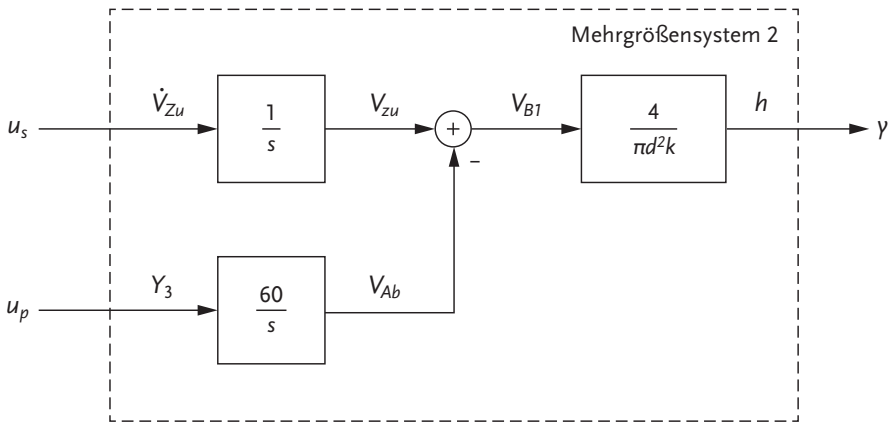 Mehrgrößensystem 2
u_s
V̇_Zu
1
s
V_zu
+
–
V_B1
4
πd²k
h
γ
u_p
Y_3
60
s
V_Ab